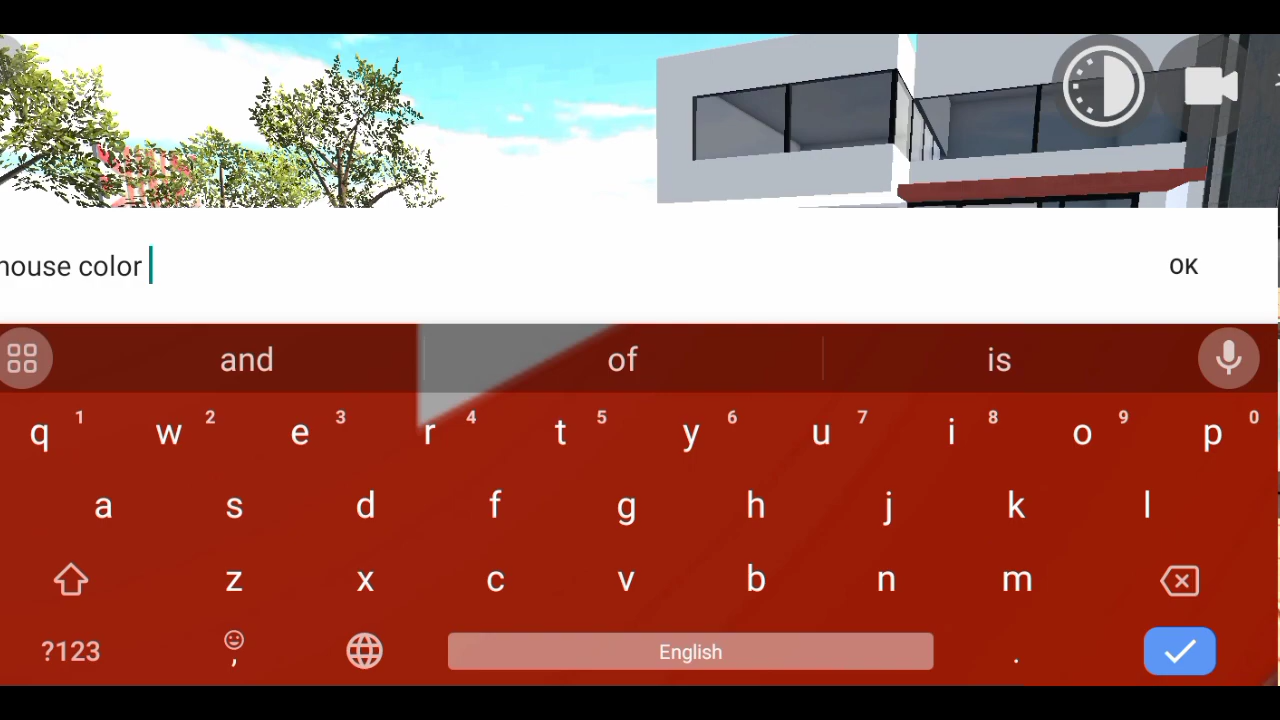 house color
OK
and of is
q 1 w 2 e 3 r 4 t 5 y 6 u 7 i 8 o 9 p 0
a s d f g h j k l
z x c v b n m
?123 , English .